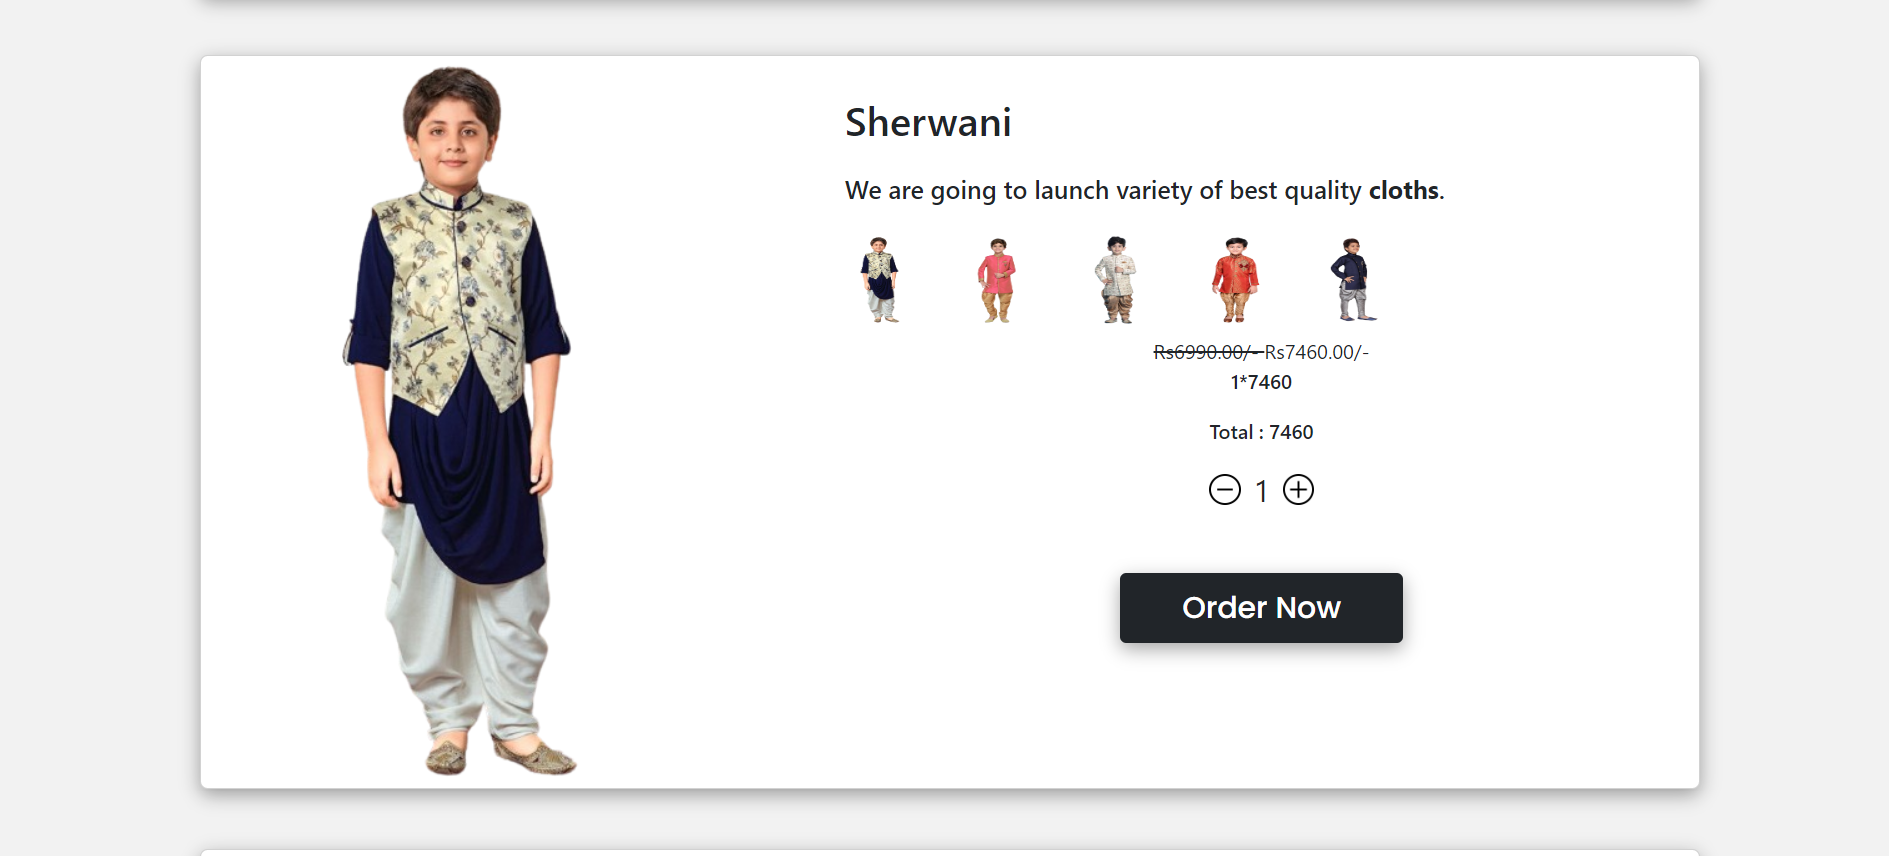 Sherwani
We are going to launch variety of best quality cloths.
Rs6990.00/- Rs7460.00/-
1*7460
Total : 7460
1
Order Now